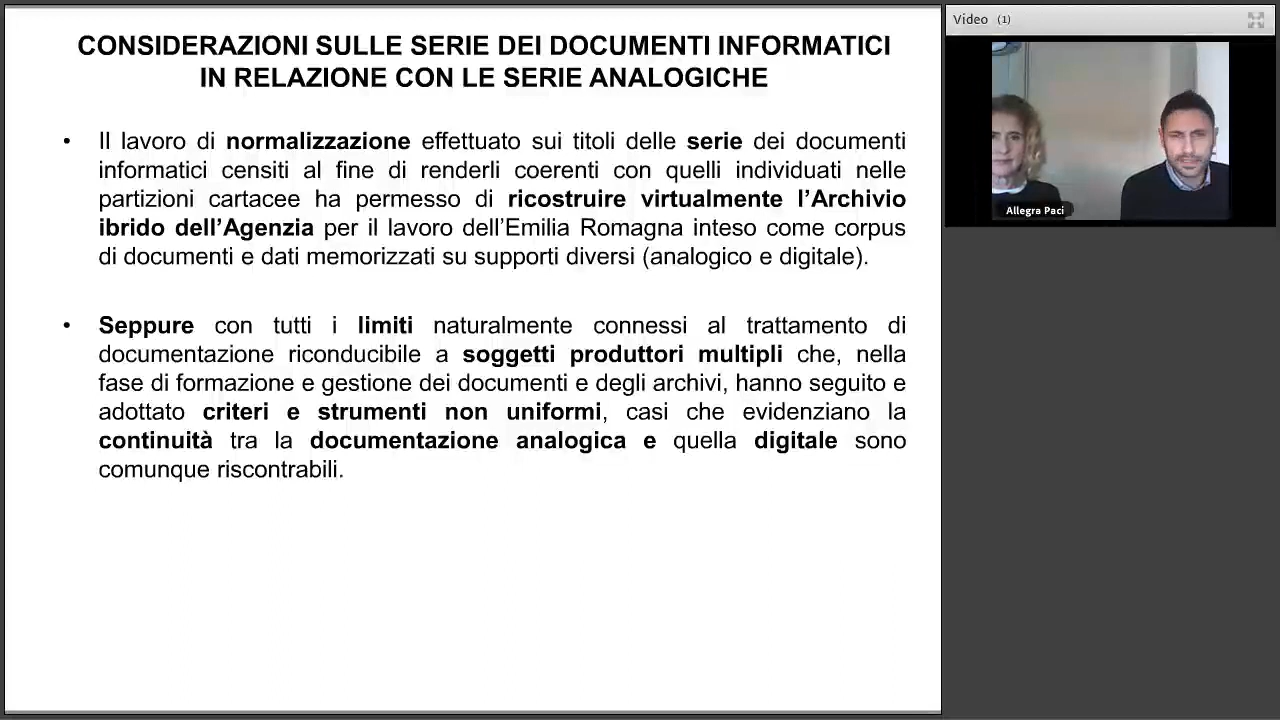 CONSIDERAZIONI SULLE SERIE DEI DOCUMENTI INFORMATICI
IN RELAZIONE CON LE SERIE ANALOGICHE
• Il lavoro di normalizzazione effettuato sui titoli delle serie dei documenti
informatici censiti al fine di renderli coerenti con quelli individuati nelle
partizioni cartacee ha permesso di ricostruire virtualmente l’Archivio
ibrido dell’Agenzia per il lavoro dell’Emilia Romagna inteso come corpus
di documenti e dati memorizzati su supporti diversi (analogico e digitale).
• Seppure con tutti i limiti naturalmente connessi al trattamento di
documentazione riconducibile a soggetti produttori multipli che, nella
fase di formazione e gestione dei documenti e degli archivi, hanno seguito e
adottato criteri e strumenti non uniformi, casi che evidenziano la
continuità tra la documentazione analogica e quella digitale sono
comunque riscontrabili.
Video (1)
Allegra Paci